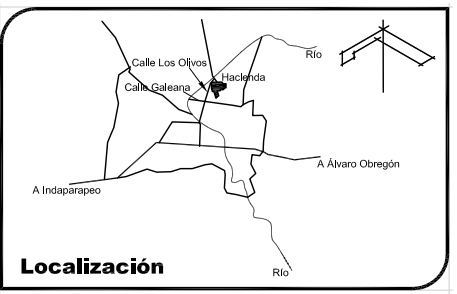 Río
Calle Los Olivos
Hacienda
Calle Galeana
A Álvaro Obregón
A Indaparapeo
Localización
Río